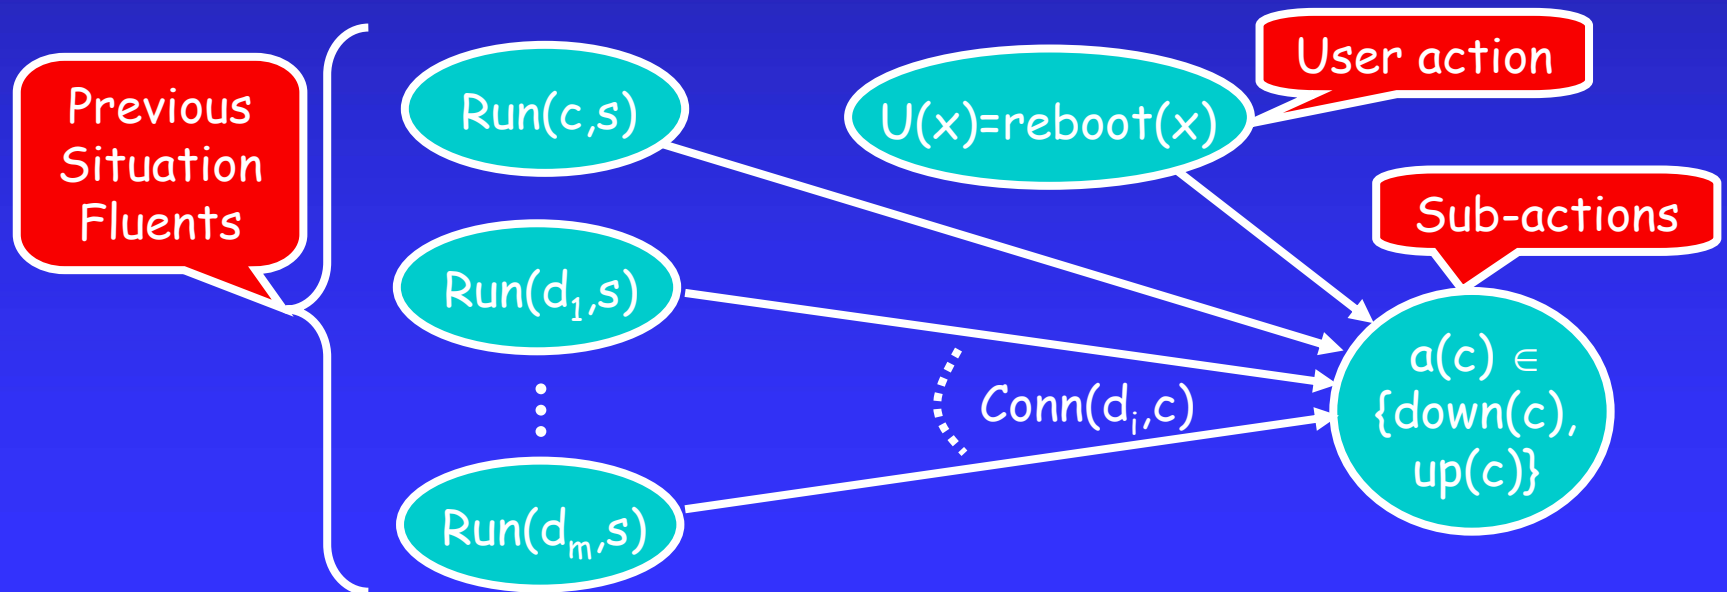 Previous
Situation
Fluents
Run(c,s)
U(x)=reboot(x)
User action
Sub-actions
Run(d₁,s)
⋮
Run(dₘ,s)
Conn(dᵢ,c)
a(c) ∈
{down(c),
up(c)}